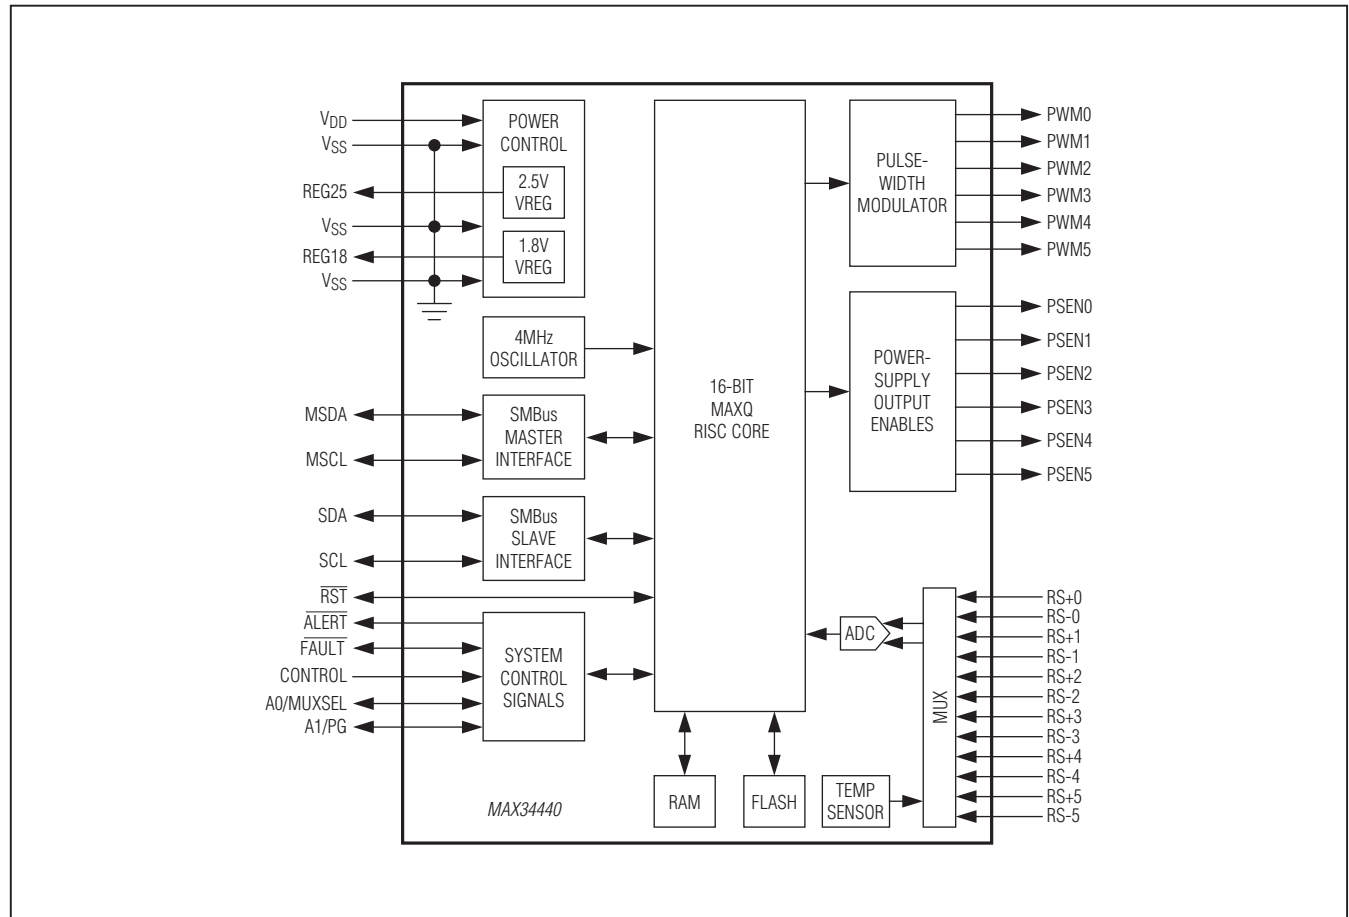 VDD
VSS
REG25
VSS
REG18
VSS
MSDA
MSCL
SDA
SCL
RST
ALERT
FAULT
CONTROL
A0/MUXSEL
A1/PG
POWER
CONTROL
2.5V
VREG
1.8V
VREG
4MHz
OSCILLATOR
SMBus
MASTER
INTERFACE
SMBus
SLAVE
INTERFACE
SYSTEM
CONTROL
SIGNALS
MAX34440
16-BIT
MAXQ
RISC CORE
RAM
FLASH
PULSE-
WIDTH
MODULATOR
POWER-
SUPPLY
OUTPUT
ENABLES
ADC
MUX
TEMP
SENSOR
PWM0
PWM1
PWM2
PWM3
PWM4
PWM5
PSEN0
PSEN1
PSEN2
PSEN3
PSEN4
PSEN5
RS+0
RS-0
RS+1
RS-1
RS+2
RS-2
RS+3
RS-3
RS+4
RS-4
RS+5
RS-5